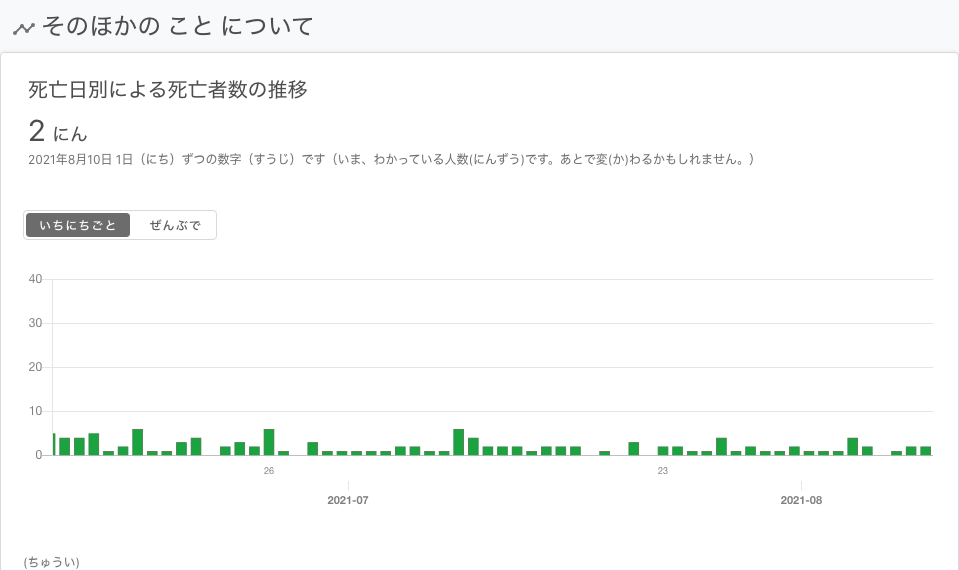 そのほかの こと について
死亡日別による死亡者数の推移
2 にん
2021年8月10日 1日（にち）ずつの数字（すうじ）です（いま、わかっている人数(にんずう)です。あとで変(か)わるかもしれません。）
いちにちごと ぜんぶで
40
30
20
10
0
26 23
2021-07 2021-08
(ちゅうい)